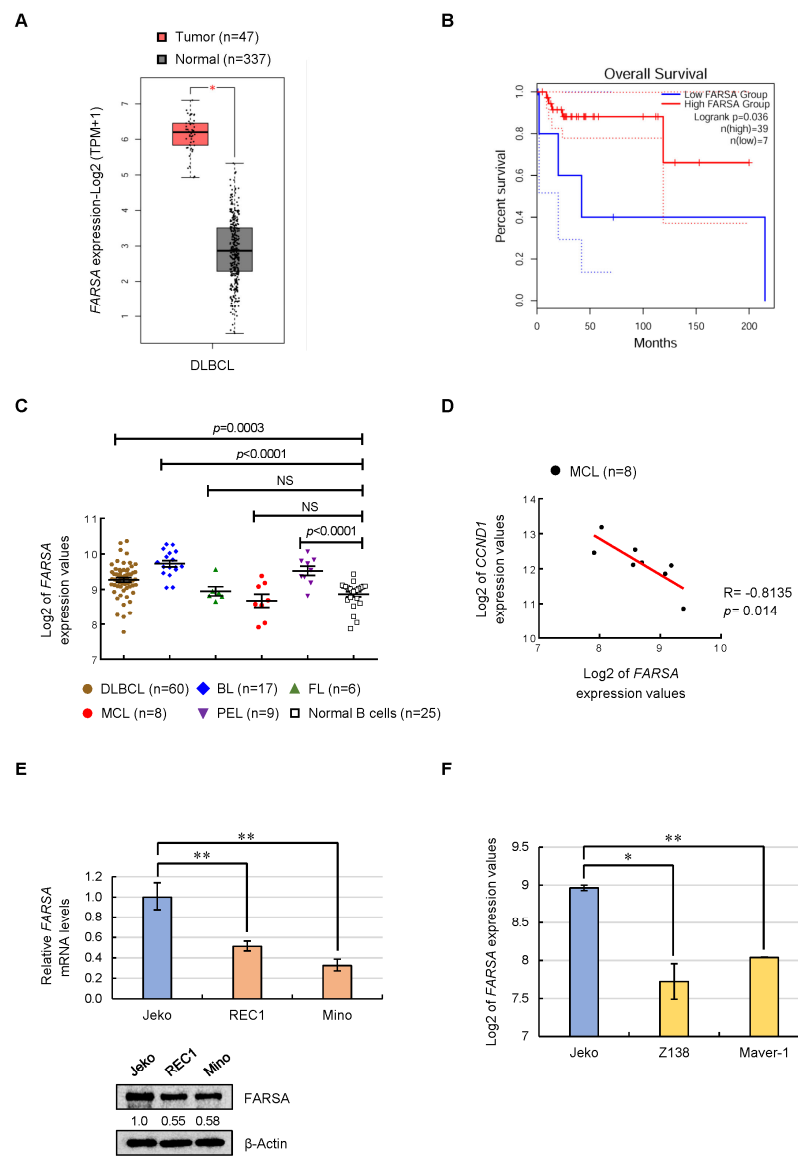 A
Tumor (n=47)
Normal (n=337)
*
FARSA expression-Log2 (TPM+1)
7
6
5
4
3
2
1
DLBCL
B
Overall Survival
Low FARSA Group
High FARSA Group
Logrank p=0.036
n(high)=39
n(low)=7
Percent survival
1.0
0.8
0.6
0.4
0.2
0.0
0 50 100 150 200
Months
C
p=0.0003
p<0.0001
NS
NS
p<0.0001
Log2 of FARSA
expression values
11
10
9
8
7
DLBCL (n=60) BL (n=17) FL (n=6)
MCL (n=8) PEL (n=9) Normal B cells (n=25)
D
MCL (n=8)
Log2 of CCND1
expression values
14
13
12
11
10
7 8 9 10
R= -0.8135
p= 0.014
Log2 of FARSA
expression values
E
**
**
Relative FARSA
mRNA levels
1.2
1.0
0.8
0.6
0.4
0.2
0.0
Jeko REC1 Mino
Jeko REC1 Mino
FARSA
1.0 0.55 0.58
β-Actin
F
**
*
Log2 of FARSA expression values
9.5
9
8.5
8
7.5
7
Jeko Z138 Maver-1